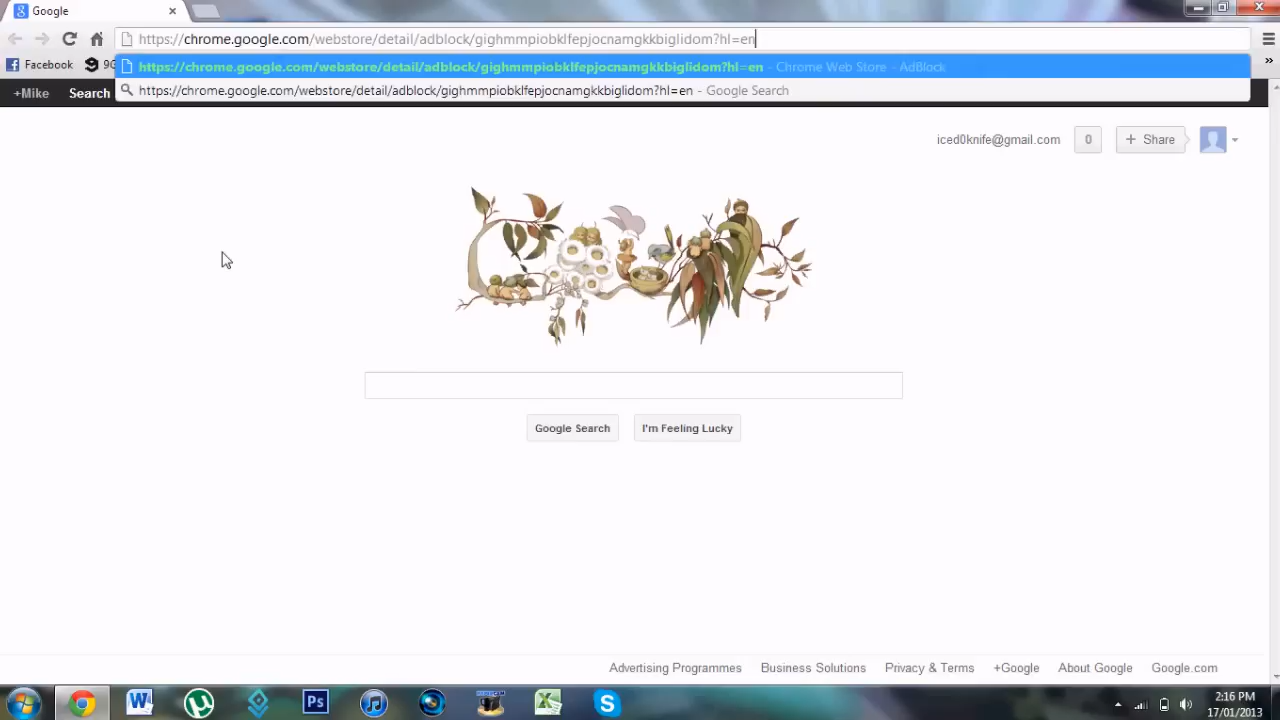 Google
https://chrome.google.com/webstore/detail/adblock/gighmmpiobklfepjocnamgkkbiglidom?hl=en
Facebook
https://chrome.google.com/webstore/detail/adblock/gighmmpiobklfepjocnamgkkbiglidom?hl=en - Chrome Web Store - AdBlock
https://chrome.google.com/webstore/detail/adblock/gighmmpiobklfepjocnamgkkbiglidom?hl=en - Google Search
+Mike Search
iced0knife@gmail.com 0 + Share
Google Search I'm Feeling Lucky
Advertising Programmes Business Solutions Privacy & Terms +Google About Google Google.com
2:16 PM
17/01/2013